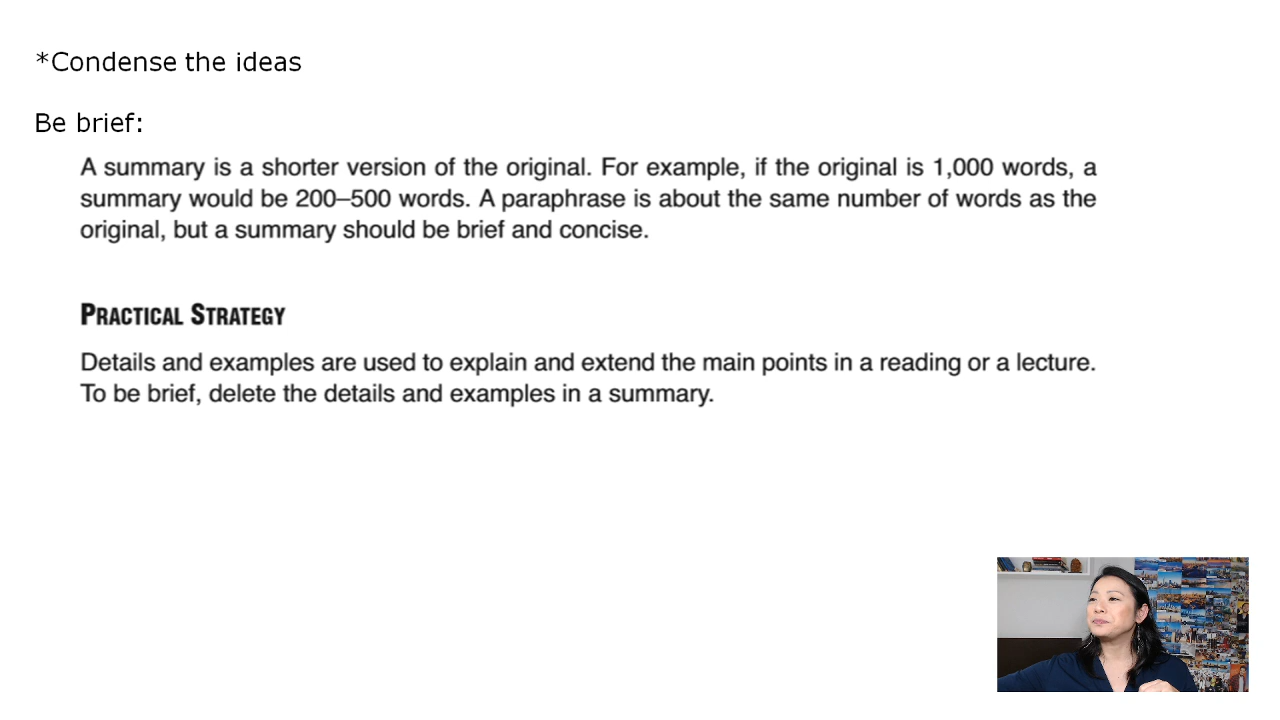 *Condense the ideas
Be brief:
A summary is a shorter version of the original. For example, if the original is 1,000 words, a
summary would be 200–500 words. A paraphrase is about the same number of words as the
original, but a summary should be brief and concise.
PRACTICAL STRATEGY
Details and examples are used to explain and extend the main points in a reading or a lecture.
To be brief, delete the details and examples in a summary.